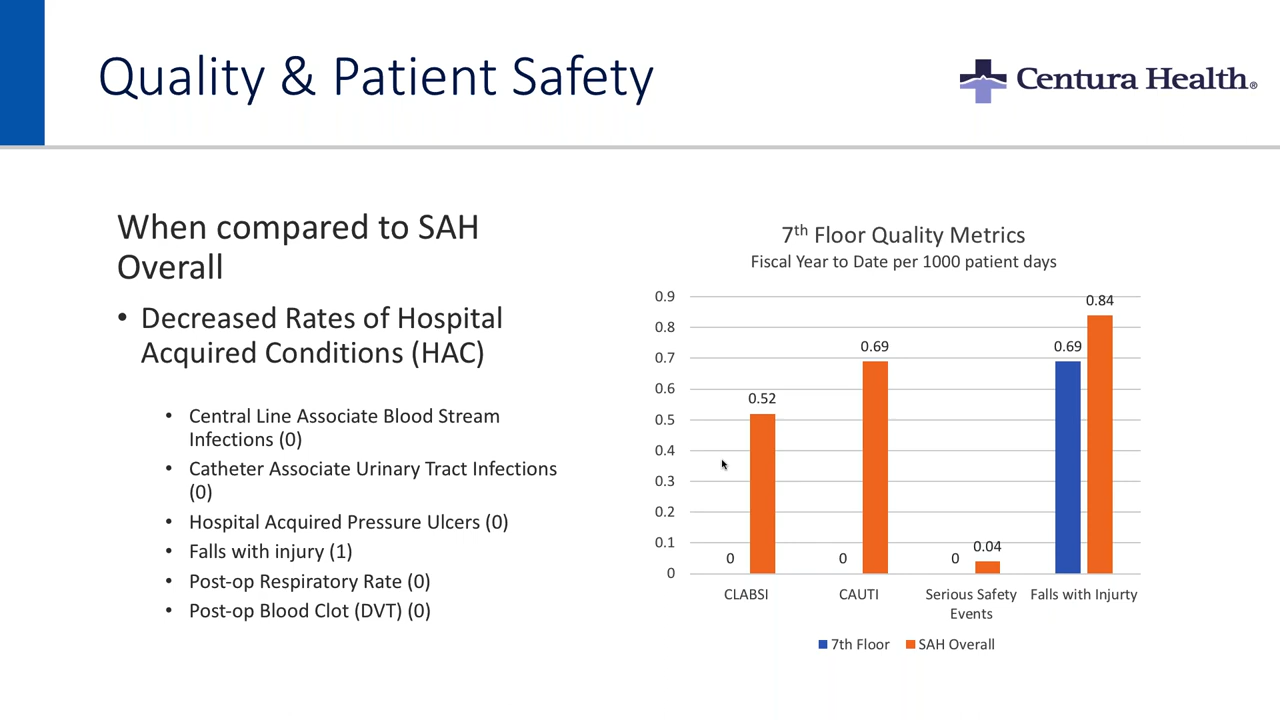 Quality & Patient Safety
Centura Health®
When compared to SAH
Overall
• Decreased Rates of Hospital
Acquired Conditions (HAC)
• Central Line Associate Blood Stream
Infections (0)
• Catheter Associate Urinary Tract Infections
(0)
• Hospital Acquired Pressure Ulcers (0)
• Falls with injury (1)
• Post-op Respiratory Rate (0)
• Post-op Blood Clot (DVT) (0)
7th Floor Quality Metrics
Fiscal Year to Date per 1000 patient days
0.9
0.8
0.7
0.6
0.5
0.4
0.3
0.2
0.1
0
0
0.52
0
0.69
0
0.04
0.69
0.84
CLABSI
CAUTI
Serious Safety
Events
Falls with Injurty
7th Floor
SAH Overall